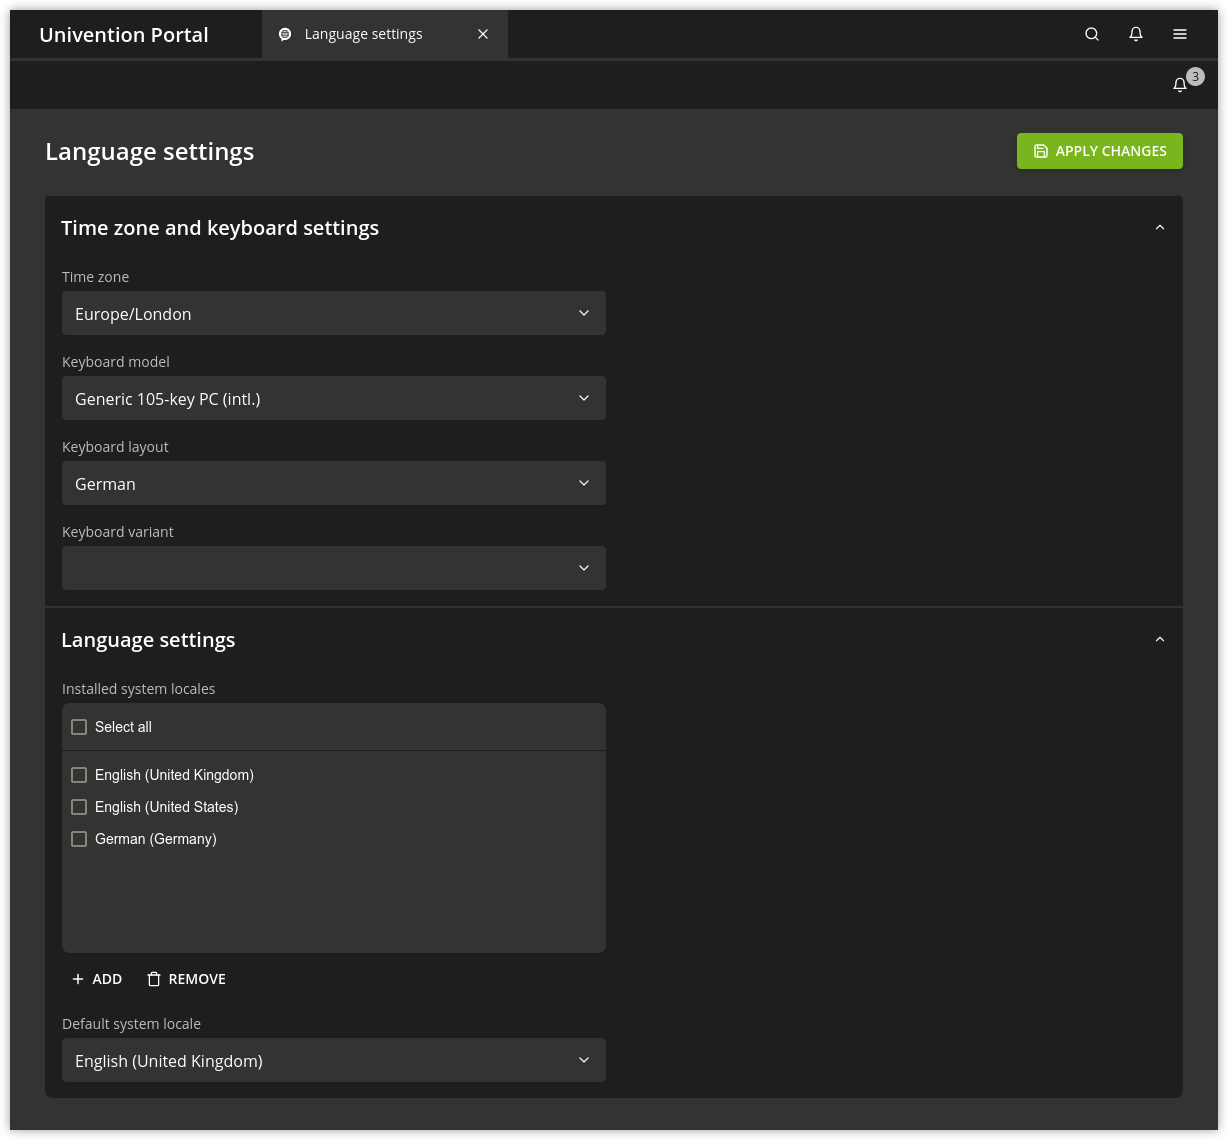 Univention Portal
Language settings
3
Language settings
APPLY CHANGES
Time zone and keyboard settings
Time zone
Europe/London
Keyboard model
Generic 105-key PC (intl.)
Keyboard layout
German
Keyboard variant
Language settings
Installed system locales
Select all
English (United Kingdom)
English (United States)
German (Germany)
ADD
REMOVE
Default system locale
English (United Kingdom)